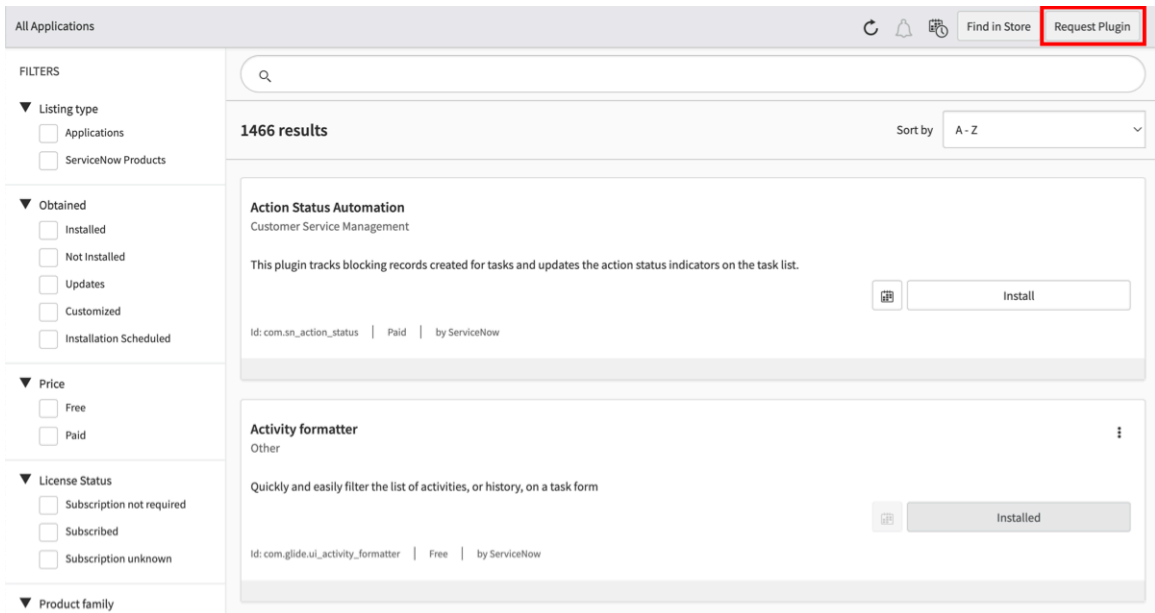 All Applications
Find in Store
Request Plugin
FILTERS
Listing type
Applications
ServiceNow Products
Obtained
Installed
Not Installed
Updates
Customized
Installation Scheduled
Price
Free
Paid
License Status
Subscription not required
Subscribed
Subscription unknown
Product family
1466 results
Sort by
A - Z
Action Status Automation
Customer Service Management
This plugin tracks blocking records created for tasks and updates the action status indicators on the task list.
Install
Id: com.sn_action_status | Paid | by ServiceNow
Activity formatter
Other
Quickly and easily filter the list of activities, or history, on a task form
Installed
Id: com.glide.ui_activity_formatter | Free | by ServiceNow